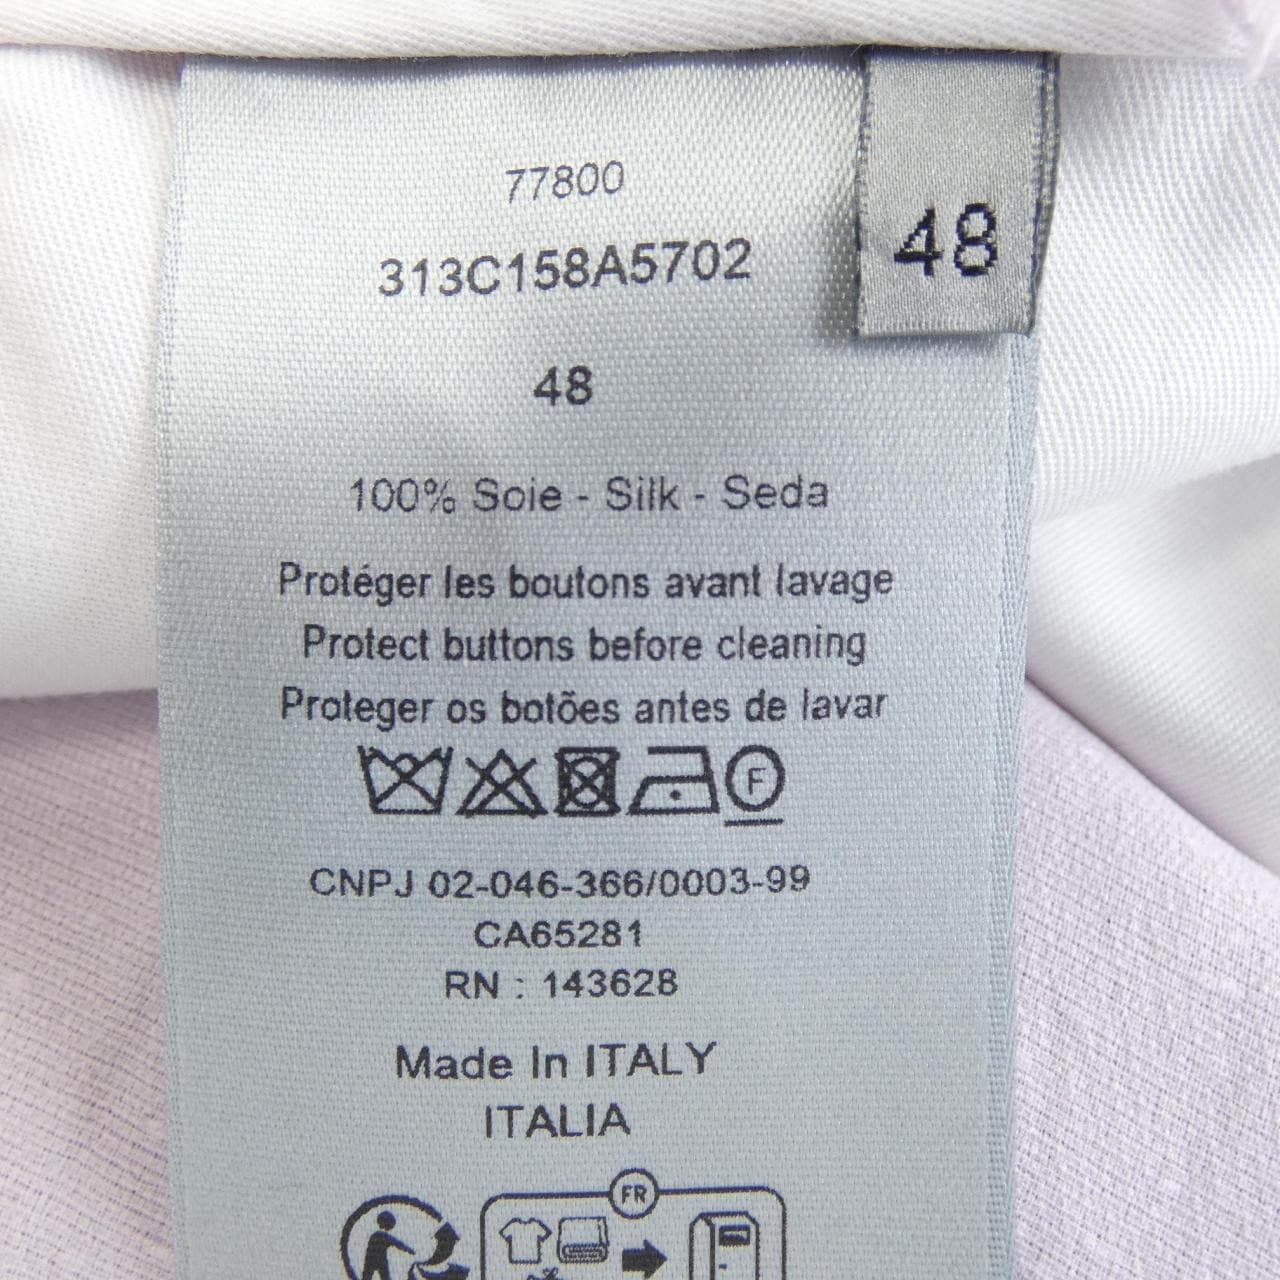 77800
313C158A5702
48
48
100% Soie - Silk - Seda
Protéger les boutons avant lavage
Protect buttons before cleaning
Proteger os botões antes de lavar
F
CNPJ 02-046-366/0003-99
CA65281
RN : 143628
Made In ITALY
ITALIA
FR